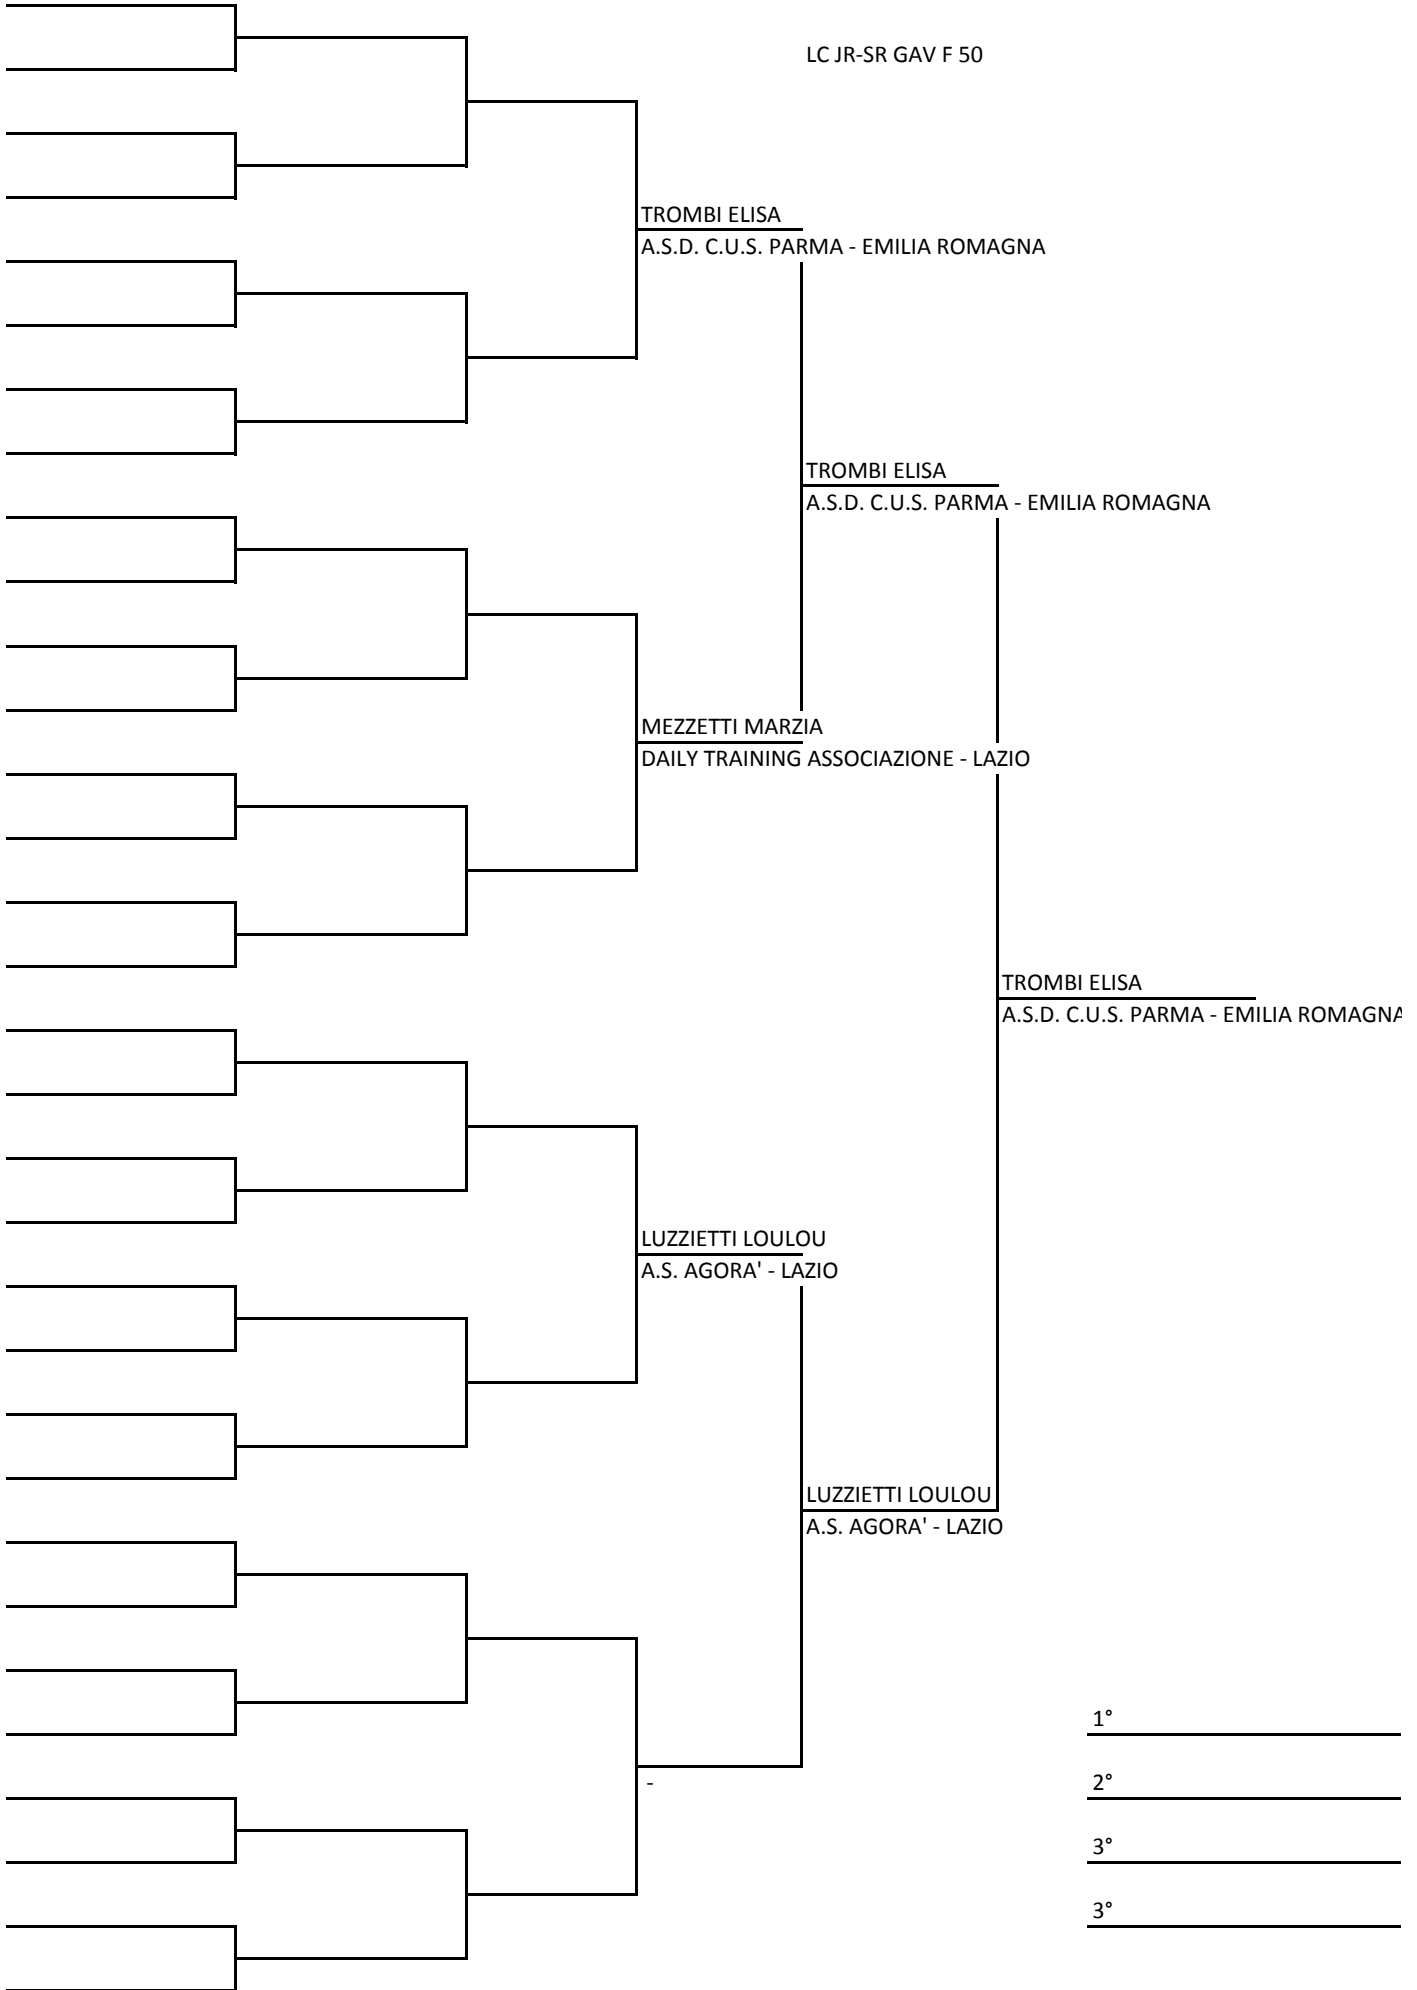 LC JR-SR GAV F 50
TROMBI ELISA
A.S.D. C.U.S. PARMA - EMILIA ROMAGNA
TROMBI ELISA
A.S.D. C.U.S. PARMA - EMILIA ROMAGNA
MEZZETTI MARZIA
DAILY TRAINING ASSOCIAZIONE - LAZIO
TROMBI ELISA
A.S.D. C.U.S. PARMA - EMILIA ROMAGNA
LUZZIETTI LOULOU
A.S. AGORA' - LAZIO
LUZZIETTI LOULOU
A.S. AGORA' - LAZIO
1°
-
2°
3°
3°